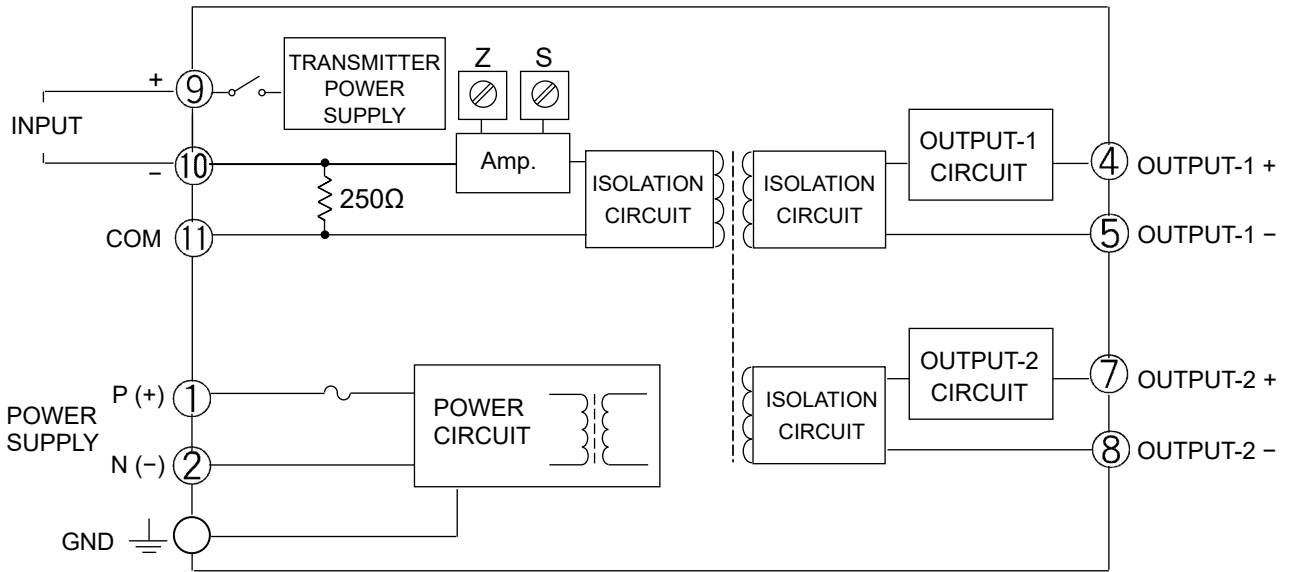 TRANSMITTER
POWER
SUPPLY
Z
S
+
9
INPUT
−
10
250Ω
Amp.
COM
11
ISOLATION
CIRCUIT
ISOLATION
CIRCUIT
OUTPUT-1
CIRCUIT
4
OUTPUT-1 +
5
OUTPUT-1 −
POWER
SUPPLY
P (+)
1
N (−)
2
GND
POWER
CIRCUIT
ISOLATION
CIRCUIT
OUTPUT-2
CIRCUIT
7
OUTPUT-2 +
8
OUTPUT-2 −